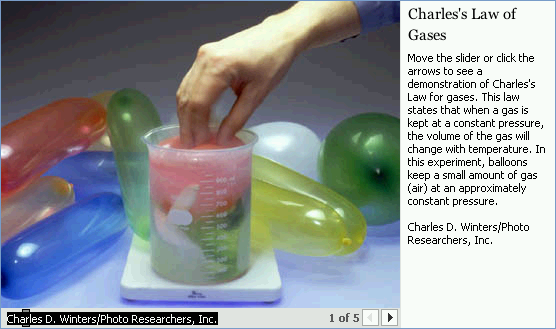 Charles's Law of
Gases
Move the slider or click the
arrows to see a
demonstration of Charles's
Law for gases. This law
states that when a gas is
kept at a constant pressure,
the volume of the gas will
change with temperature. In
this experiment, balloons
keep a small amount of gas
(air) at an approximately
constant pressure.
Charles D. Winters/Photo
Researchers, Inc.
Charles D. Winters/Photo Researchers, Inc.
1 of 5